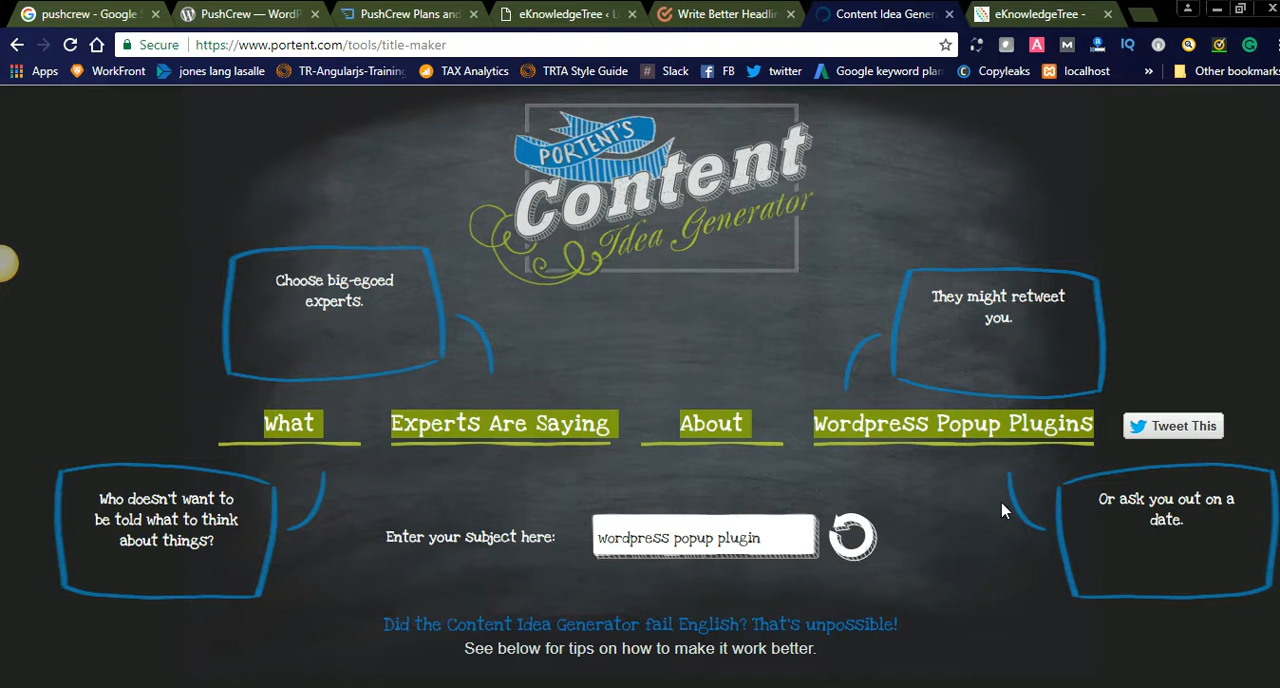 pushcrew - Google S
PushCrew — WordP
PushCrew Plans and
eKnowledgeTree ‹ L
Write Better Headlin
Content Idea Gener
eKnowledgeTree -
Secure
https://www.portent.com/tools/title-maker
Apps
WorkFront
jones lang lasalle
TR-Angularjs-Training
TAX Analytics
TRTA Style Guide
Slack
FB
twitter
Google keyword plan
Copyleaks
localhost
»
Other bookmarks
PORTENT'S
Content
Idea Generator
Choose big-egoed
experts.
They might retweet
you.
What
Experts Are Saying
About
Wordpress Popup Plugins
Tweet This
Who doesn't want to
be told what to think
about things?
Or ask you out on a
date.
Enter your subject here:
wordpress popup plugin
Did the Content Idea Generator fail English? That's unpossible!
See below for tips on how to make it work better.